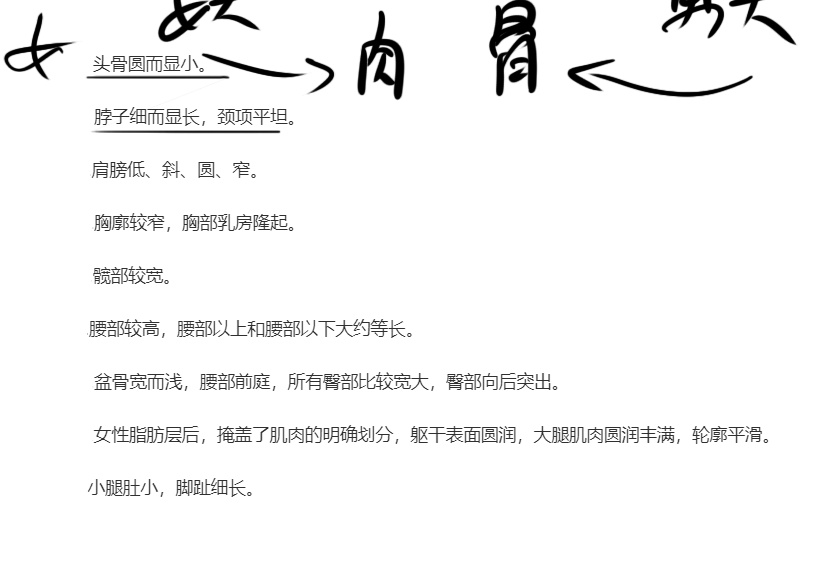 女 肉 骨
头骨圆而显小。
脖子细而显长，颈项平坦。
肩膀低、斜、圆、窄。
胸廓较窄，胸部乳房隆起。
髋部较宽。
腰部较高，腰部以上和腰部以下大约等长。
盆骨宽而浅，腰部前庭，所有臀部比较宽大，臀部向后突出。
女性脂肪层后，掩盖了肌肉的明确划分，躯干表面圆润，大腿肌肉圆润丰满，轮廓平滑。
小腿肚小，脚趾细长。